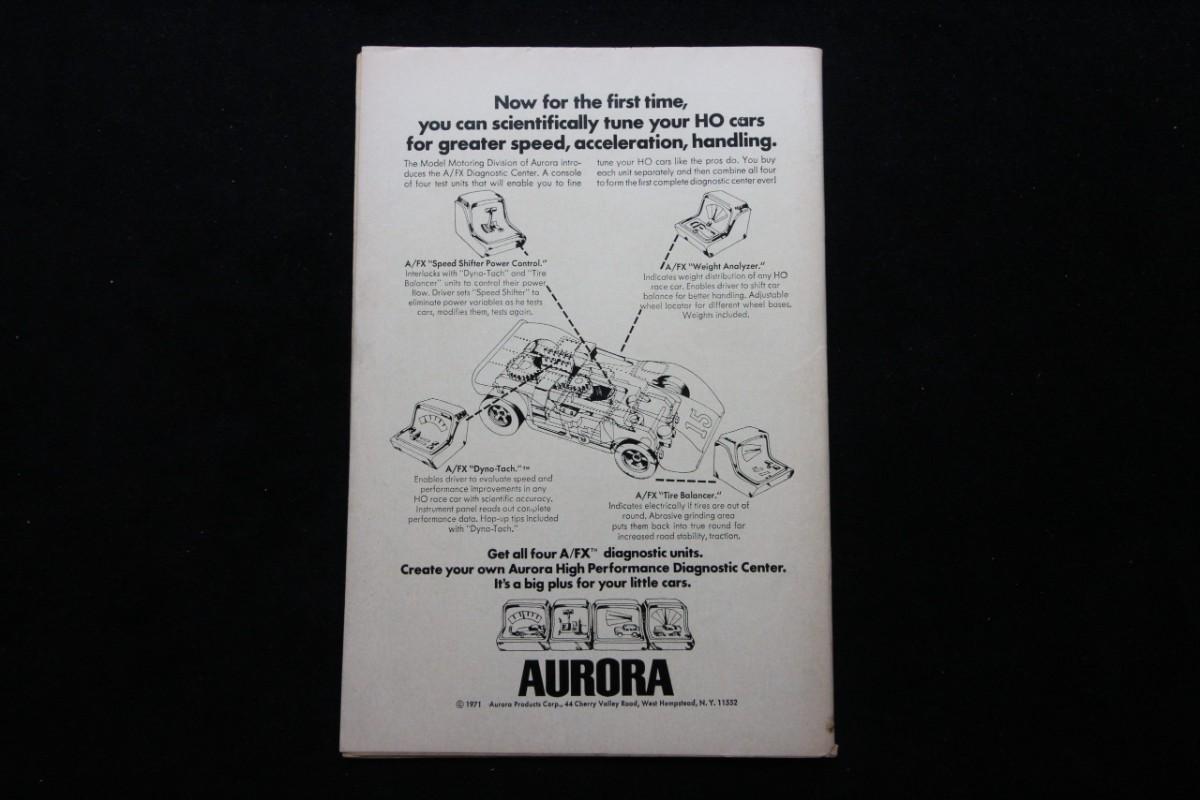 Now for the first time,
you can scientifically tune your HO cars
for greater speed, acceleration, handling.
The Model Motoring Division of Aurora intro-
duces the A/FX Diagnostic Center. A console
of four test units that will enable you to fine
tune your HO cars like the pros do. You buy
each unit separately and then combine all four
to form the first complete diagnostic center ever!
A/FX "Speed Shifter Power Control."
Interlocks with "Dyno-Tach" and "Tire
Balancer" units to control their power
flow. Driver sets "Speed Shifter" to
eliminate power variables as he tests
cars, modifies them, tests again.
A/FX "Weight Analyzer."
Indicates weight distribution of any HO
race car. Enables driver to shift car
balance for better handling. Adjustable
wheel locator for different wheel bases.
Weights included.
15
A/FX "Dyno-Tach."™
Enables driver to evaluate speed and
performance improvements in any
HO race car with scientific accuracy.
Instrument panel reads out complete
performance data. Hop-up tips included
with "Dyno-Tach."
A/FX "Tire Balancer."
Indicates electrically if tires are out of
round. Abrasive grinding area
puts them back into true round for
increased road stability, traction.
Get all four A/FX™ diagnostic units.
Create your own Aurora High Performance Diagnostic Center.
It's a big plus for your little cars.
AURORA
© 1971 Aurora Products Corp., 44 Cherry Valley Road, West Hempstead, N. Y. 11552